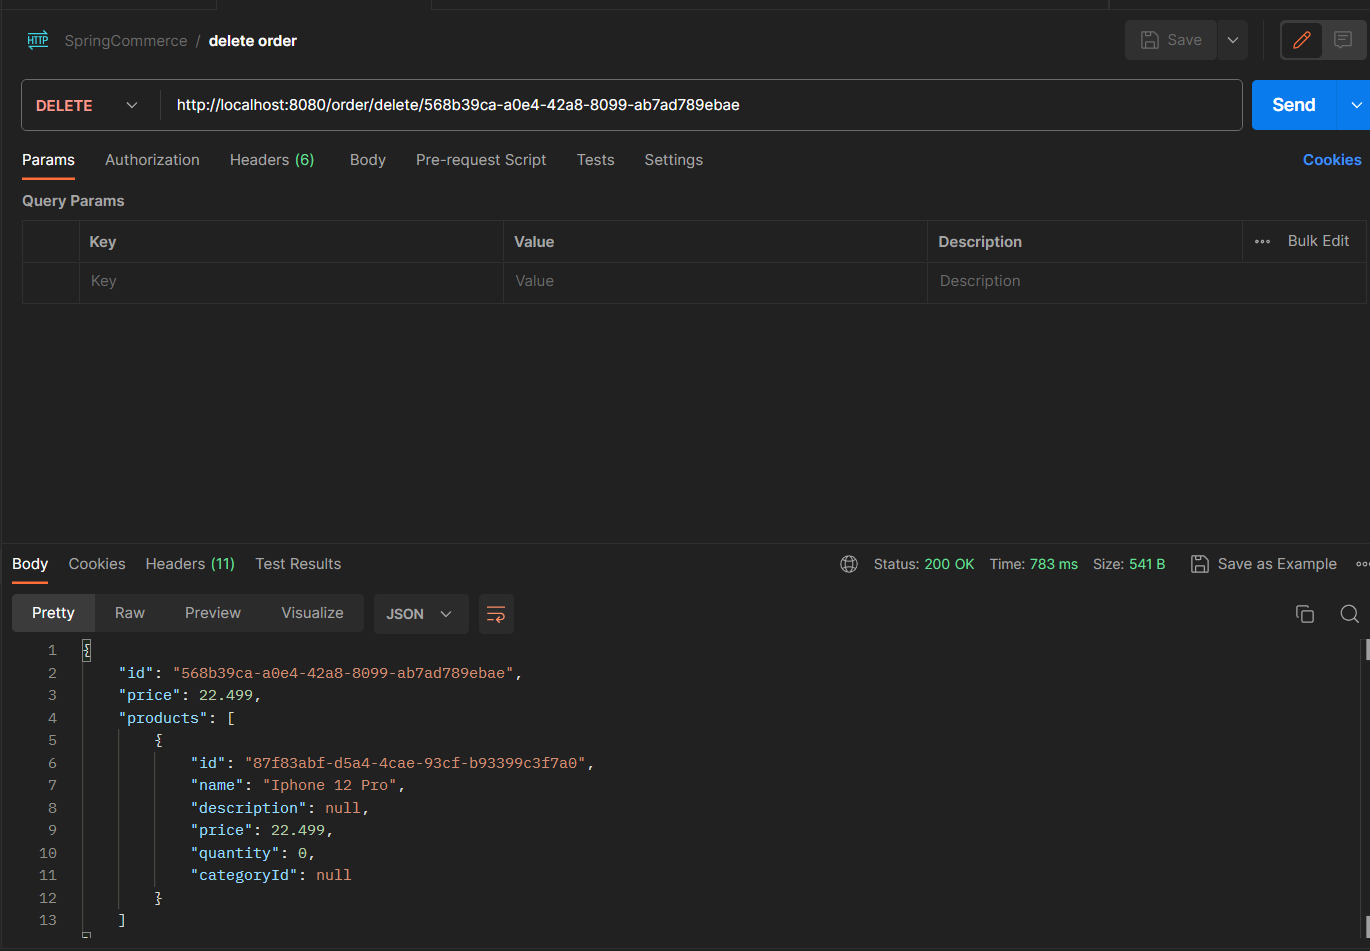 HTTP SpringCommerce / delete order Save
DELETE http://localhost:8080/order/delete/568b39ca-a0e4-42a8-8099-ab7ad789ebae Send
Params Authorization Headers (6) Body Pre-request Script Tests Settings Cookies
Query Params
Key Value Description ••• Bulk Edit
Key Value Description
Body Cookies Headers (11) Test Results Status: 200 OK Time: 783 ms Size: 541 B Save as Example
Pretty Raw Preview Visualize JSON
1 {
2 "id": "568b39ca-a0e4-42a8-8099-ab7ad789ebae",
3 "price": 22.499,
4 "products": [
5 {
6 "id": "87f83abf-d5a4-4cae-93cf-b93399c3f7a0",
7 "name": "Iphone 12 Pro",
8 "description": null,
9 "price": 22.499,
10 "quantity": 0,
11 "categoryId": null
12 }
13 ]